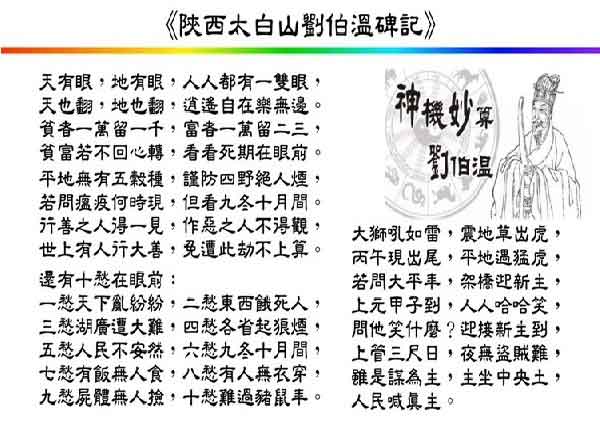 《陝西太白山劉伯溫碑記》
天有眼，地有眼，人人都有一雙眼，
天也翻，地也翻，逍遙自在樂無邊。
貧者一萬留一千，富者一萬留二三，
貧富若不回心轉，看看死期在眼前。
平地無有五穀種，謹防四野絕人煙，
若問瘟疫何時現，但看九冬十月間。
行善之人得一見，作惡之人不得觀，
世上有人行大善，免遭此劫不上算。
還有十愁在眼前：
一愁天下亂紛紛，二愁東西餓死人，
三愁湖廣遭大難，四愁各省起狼煙，
五愁人民不安然，六愁九冬十月間，
七愁有飯無人食，八愁有人無衣穿，
九愁屍體無人撿，十愁難過豬鼠年。
神機妙算
劉伯溫
大獅吼如雷，震地草出虎，
丙午現出尾，平地遇猛虎，
若問大平年，架橋迎新主，
上元甲子到，人人哈哈笑，
問他笑什麼？迎接新主到，
上管三尺日，夜無盜賊難，
雖是謀為主，主坐中央土，
人民喊真主。